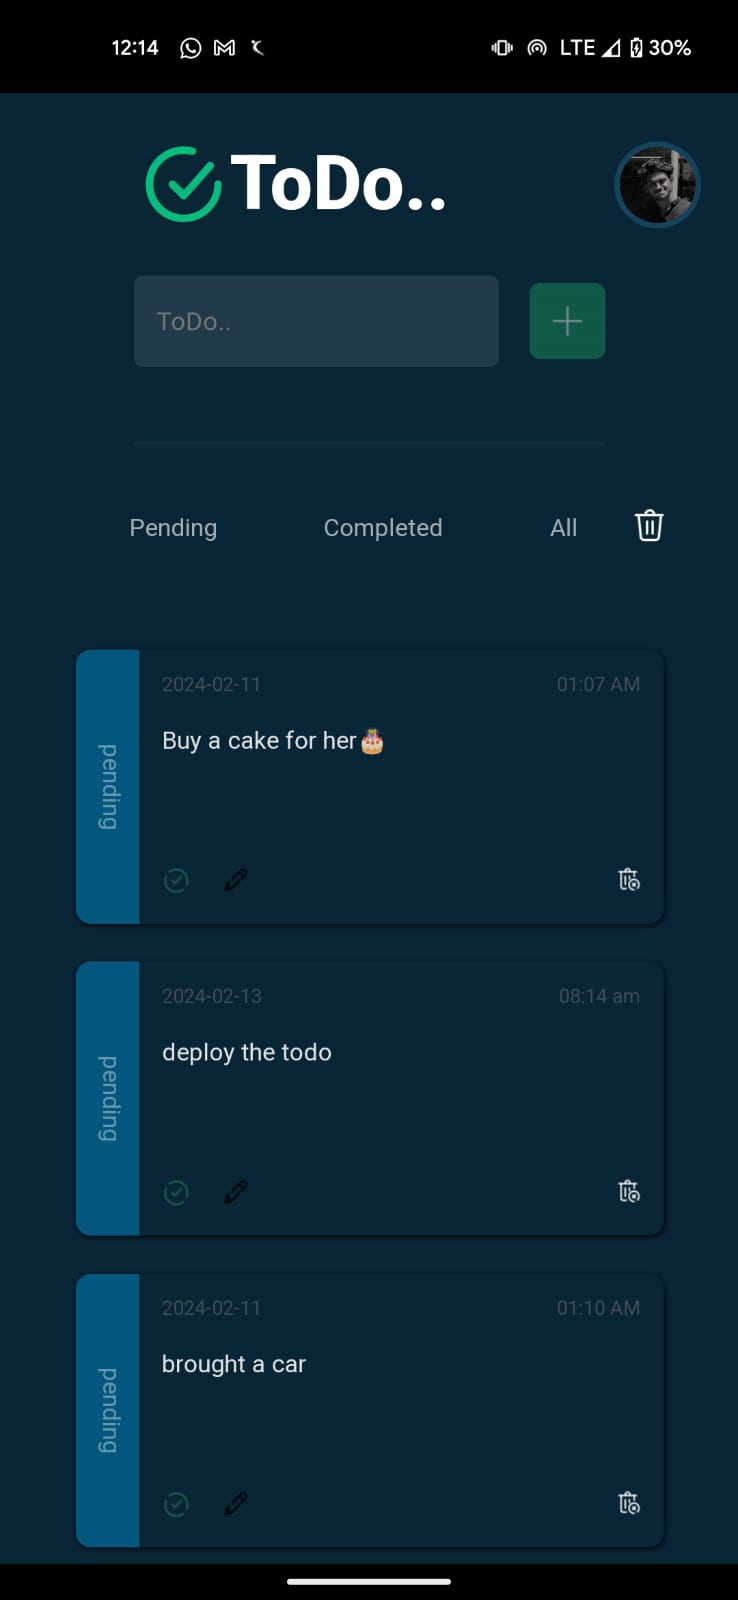 12:14 LTE 30%
ToDo..
ToDo..
Pending Completed All
2024-02-11 01:07 AM
pending
Buy a cake for her🎂
2024-02-13 08:14 am
pending
deploy the todo
2024-02-11 01:10 AM
pending
brought a car